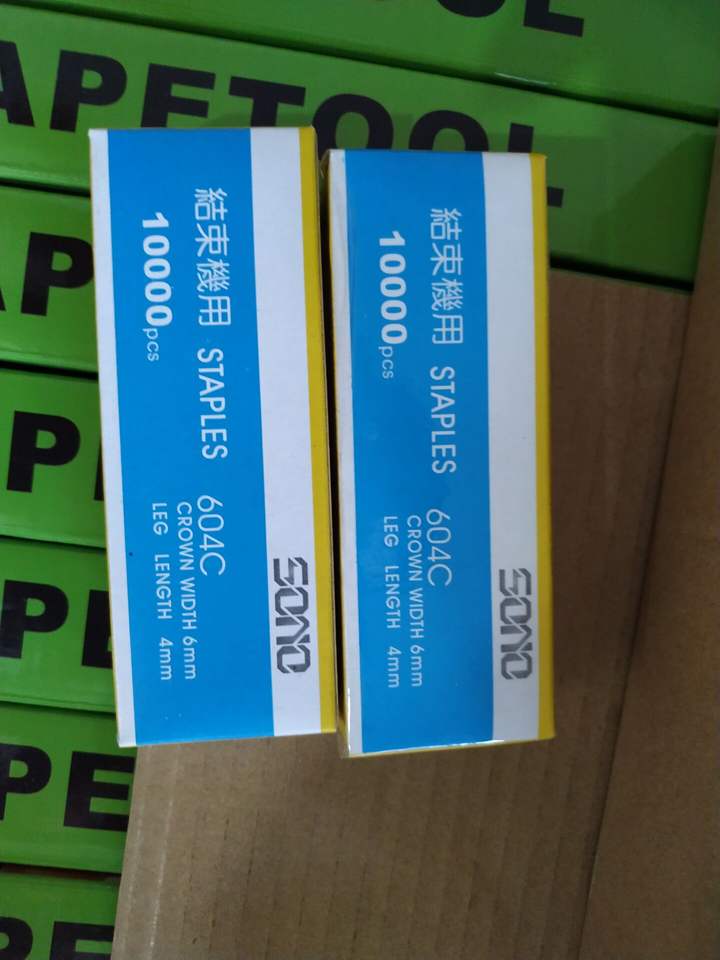 APETOOL
結束機用 STAPLES 604C
10000pcs
CROWN WIDTH 6mm
LEG LENGTH 4mm
SONO
結束機用 STAPLES 604C
10000pcs
CROWN WIDTH 6mm
LEG LENGTH 4mm
SONO
AP
P
PE
PE